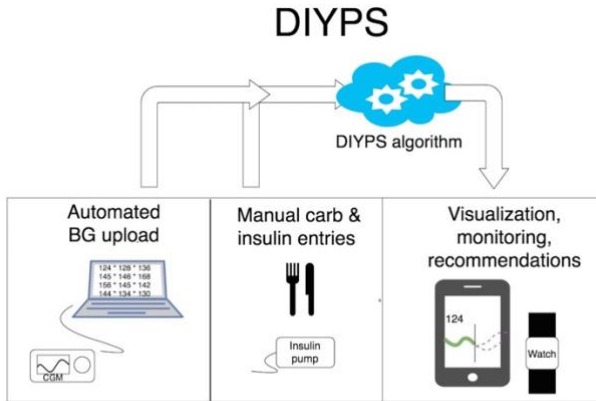 DIYPS
DIYPS algorithm
Automated
BG upload
124 * 128 * 136
145 * 146 * 168
156 * 145 * 142
144 * 134 * 130
CGM
Manual carb &
insulin entries
Insulin
pump
Visualization,
monitoring,
recommendations
124
Watch